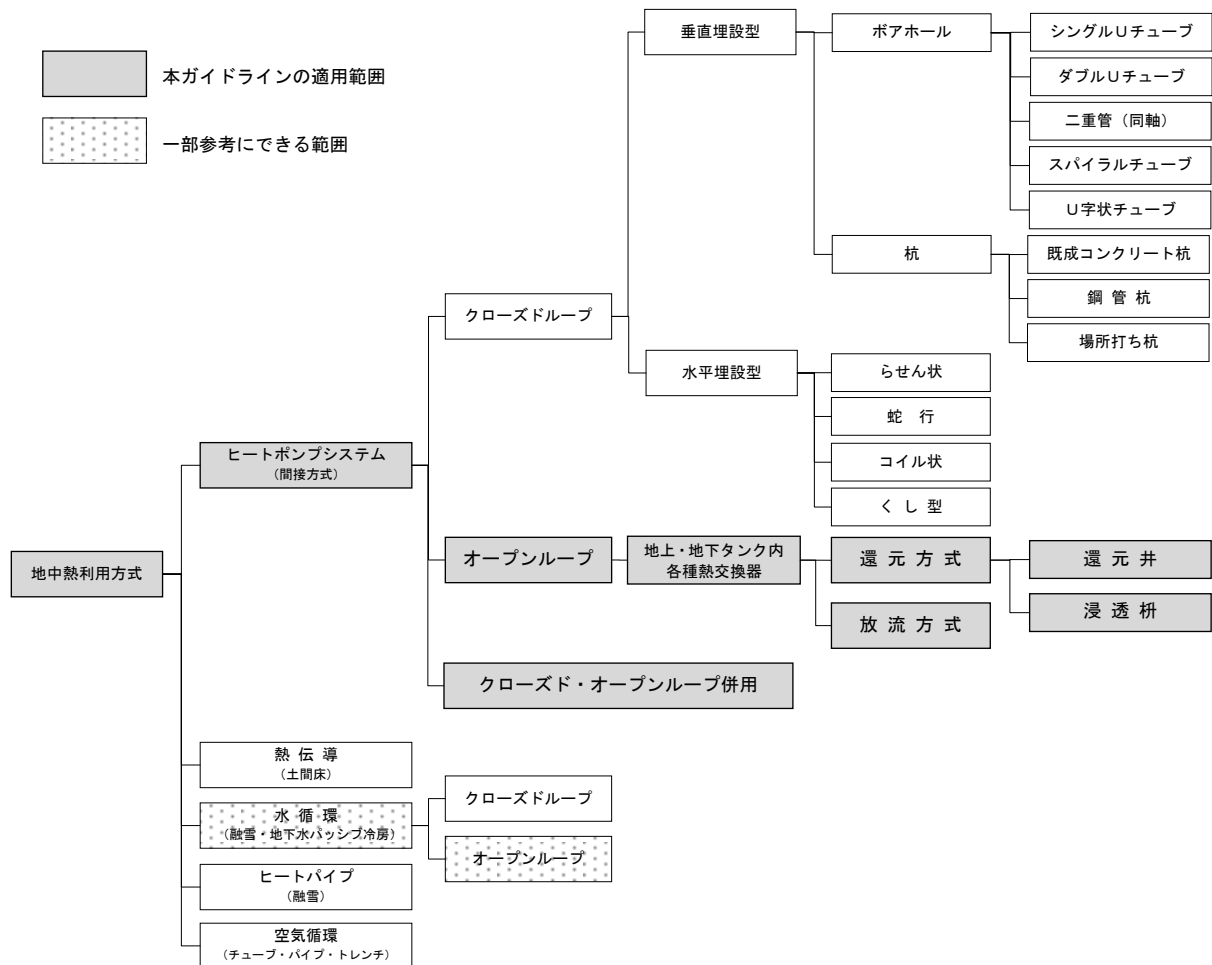 本ガイドラインの適用範囲
一部参考にできる範囲
地中熱利用方式
ヒートポンプシステム
（間接方式）
クローズドループ
垂直埋設型
ボアホール
シングルUチューブ
ダブルUチューブ
二重管（同軸）
スパイラルチューブ
U字状チューブ
杭
既成コンクリート杭
鋼 管 杭
場所打ち杭
水平埋設型
らせん状
蛇　行
コイル状
く し 型
オープンループ
地上・地下タンク内
各種熱交換器
還 元 方 式
還 元 井
浸 透 枡
放 流 方 式
クローズド・オープンループ併用
熱 伝 導
（土間床）
水 循 環
（融雪・地下水パッシブ冷房）
クローズドループ
オープンループ
ヒートパイプ
（融雪）
空気循環
（チューブ・パイプ・トレンチ）